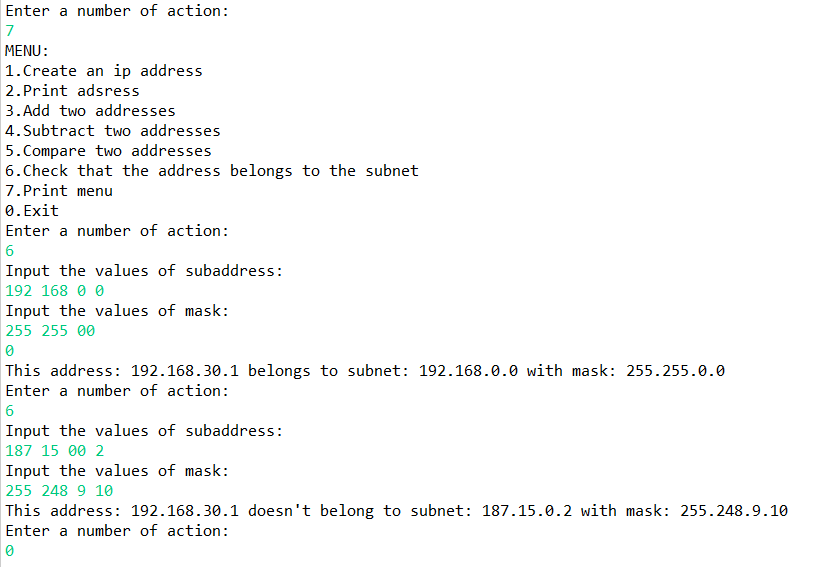 Enter a number of action:
7
MENU:
1.Create an ip address
2.Print adsress
3.Add two addresses
4.Subtract two addresses
5.Compare two addresses
6.Check that the address belongs to the subnet
7.Print menu
0.Exit
Enter a number of action:
6
Input the values of subaddress:
192 168 0 0
Input the values of mask:
255 255 00
0
This address: 192.168.30.1 belongs to subnet: 192.168.0.0 with mask: 255.255.0.0
Enter a number of action:
6
Input the values of subaddress:
187 15 00 2
Input the values of mask:
255 248 9 10
This address: 192.168.30.1 doesn't belong to subnet: 187.15.0.2 with mask: 255.248.9.10
Enter a number of action:
0